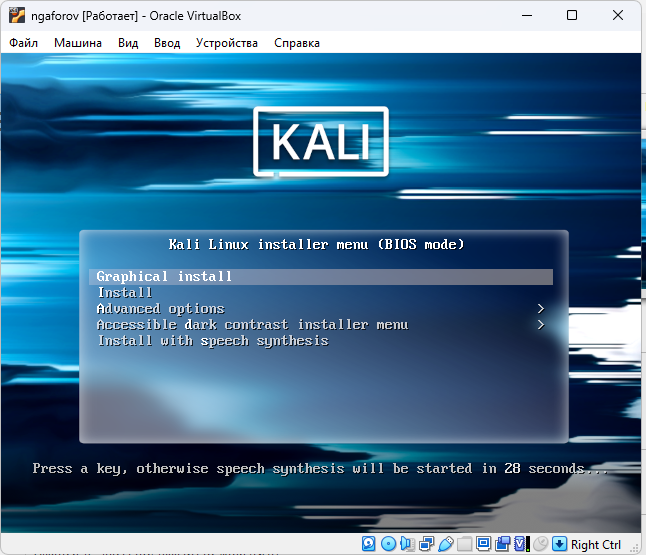 ngaforov [Работает] - Oracle VirtualBox
Файл Машина Вид Ввод Устройства Справка
KALI
Kali Linux installer menu (BIOS mode)
Graphical install
Install
Advanced options >
Accessible dark contrast installer menu >
Install with speech synthesis
Press a key, otherwise speech synthesis will be started in 28 seconds...
Right Ctrl